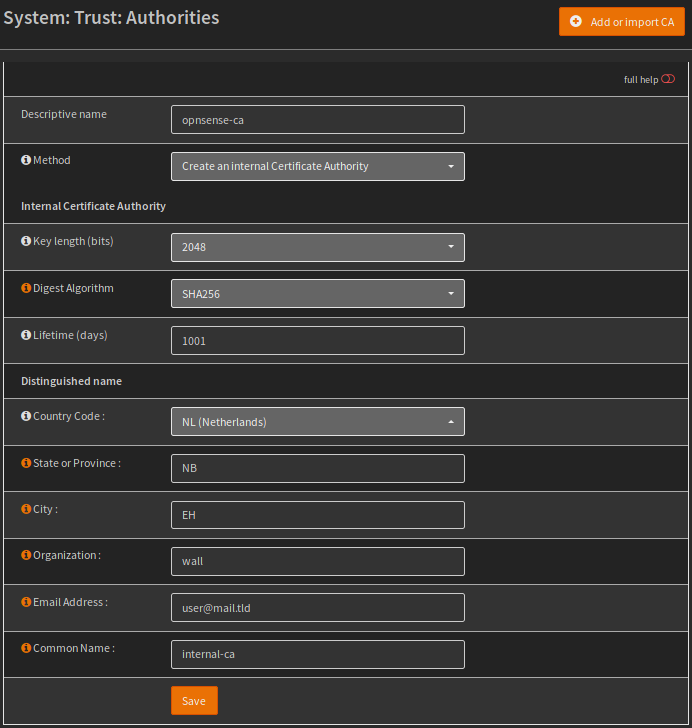 System: Trust: Authorities
Add or import CA
full help
Descriptive name
opnsense-ca
Method
Create an internal Certificate Authority
Internal Certificate Authority
Key length (bits)
2048
Digest Algorithm
SHA256
Lifetime (days)
1001
Distinguished name
Country Code :
NL (Netherlands)
State or Province :
NB
City :
EH
Organization :
wall
Email Address :
user@mail.tld
Common Name :
internal-ca
Save